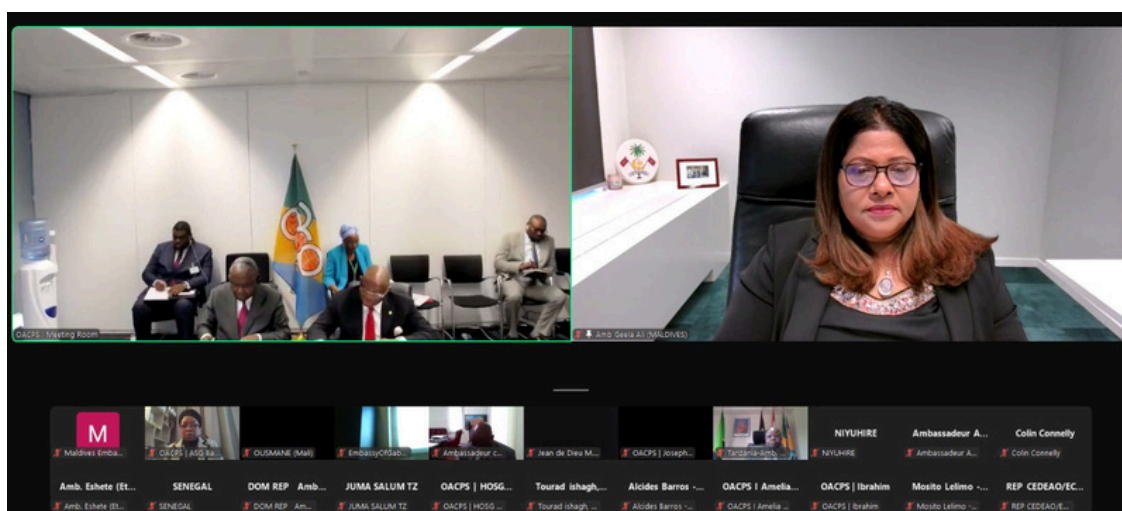 OACPS | Meeting Room
Amb Geela Ali (MALDIVES)
M
Maldives Emba...
OACPS | ASG Ba...
OUSMANE (Mali)
EmbassyOfGab...
Ambassadeur c...
Jean de Dieu M...
OACPS | Joseph...
Tanzania-Amb. ...
NIYUHIRE
NIYUHIRE
Ambassadeur A...
Ambassadeur A...
Colin Connelly
Colin Connelly
Amb. Eshete (Et...
Amb. Eshete (Et...
SENEGAL
SENEGAL
DOM REP Amb...
DOM REP Am...
JUMA SALUM TZ
JUMA SALUM TZ
OACPS | HOSG...
OACPS | HOSG ...
Tourad ishagh,...
Tourad ishagh, ...
Alcides Barros -...
Alcides Barros -...
OACPS I Amelia...
OACPS I Amelia ...
OACPS | Ibrahim
OACPS | Ibrahim
Mosito Lelimo -...
Mosito Lelimo -...
REP CEDEAO/EC...
REP CEDEAO/E...